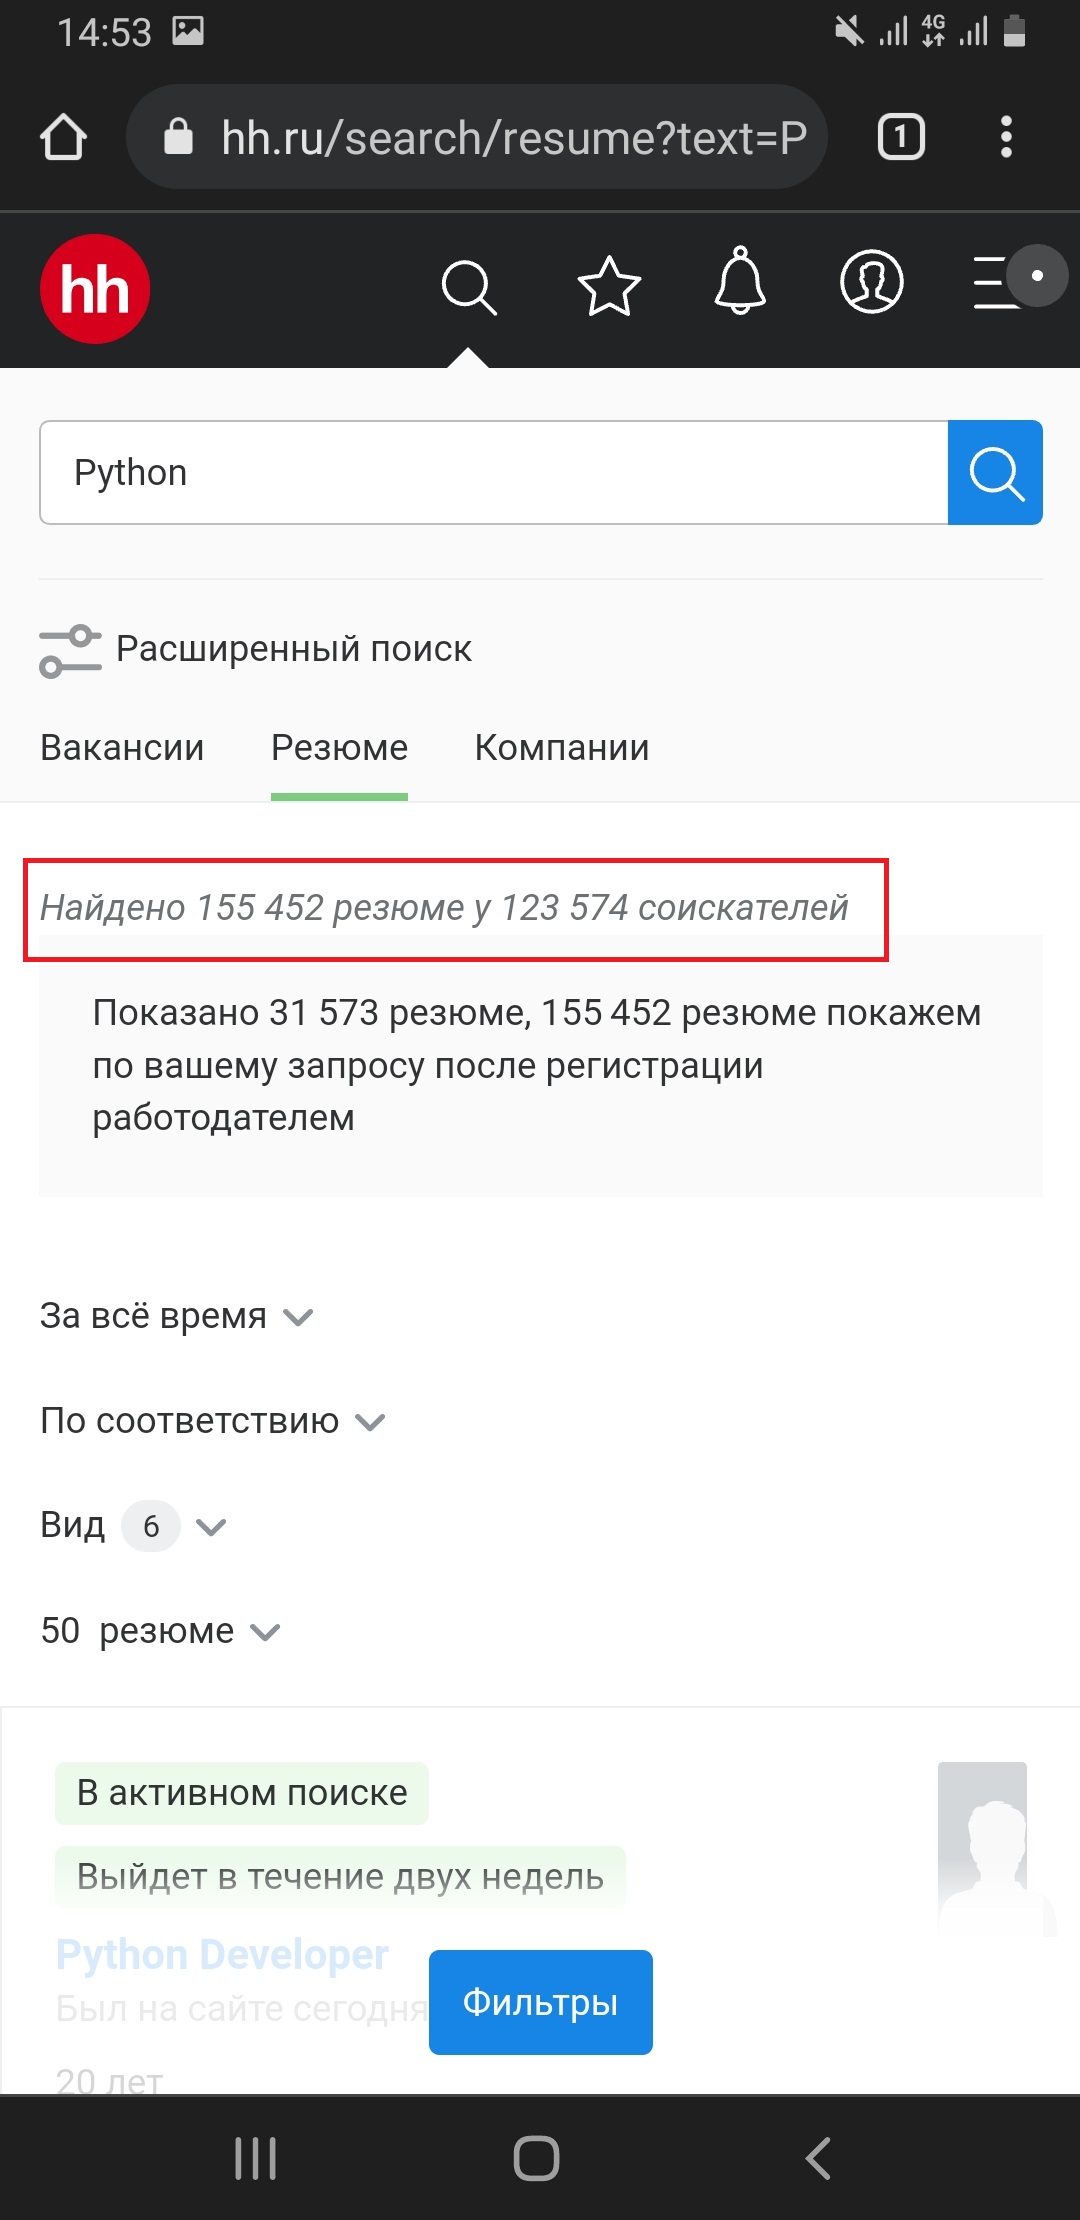 14:53
4G
hh.ru/search/resume?text=P
1
hh
Python
Расширенный поиск
Вакансии Резюме Компании
Найдено 155 452 резюме у 123 574 соискателей
Показано 31 573 резюме, 155 452 резюме покажем
по вашему запросу после регистрации
работодателем
За всё время
По соответствию
Вид 6
50 резюме
В активном поиске
Выйдет в течение двух недель
Python Developer
Был на сайте сегодня
Фильтры
20 лет